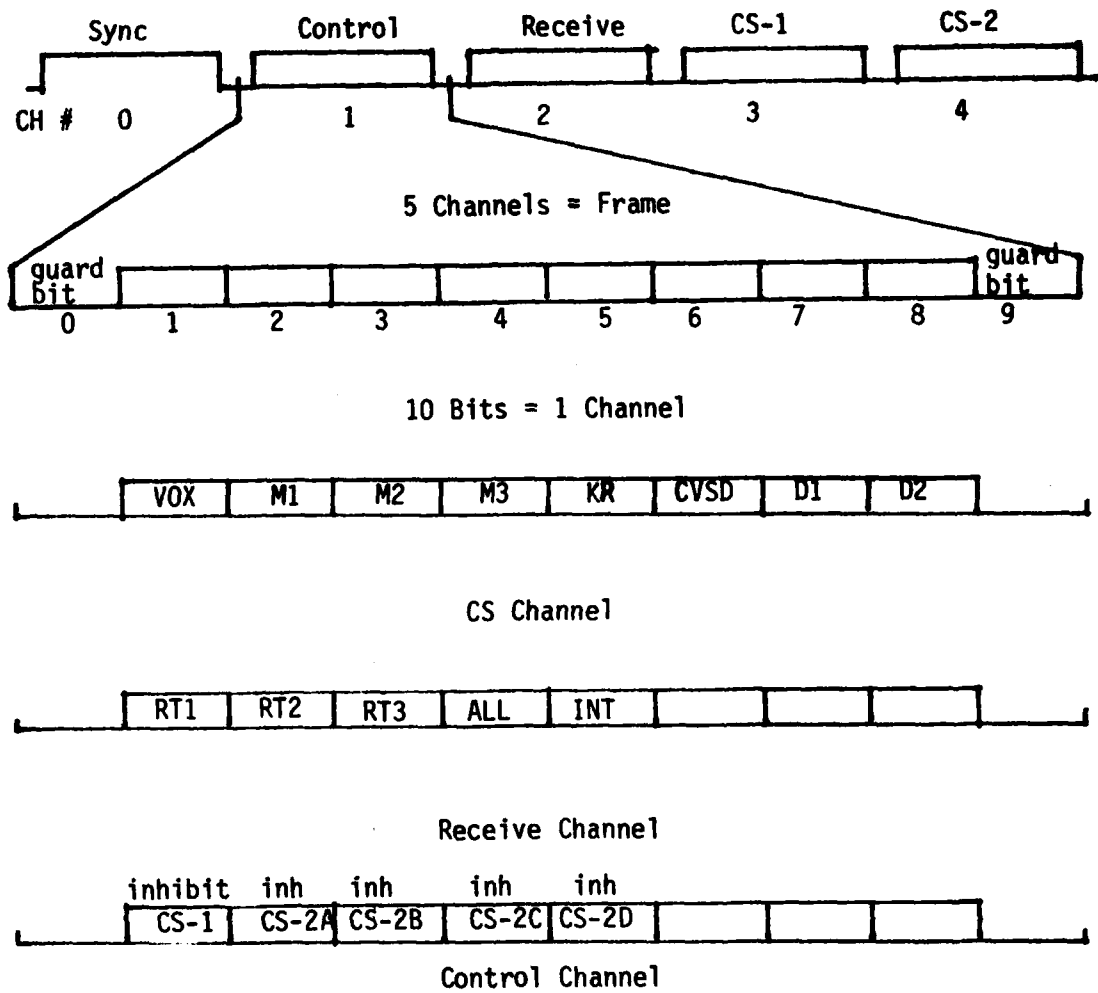 Sync Control Receive CS-1 CS-2
CH # 0 1 2 3 4
5 Channels = Frame
guard bit guard bit
0 1 2 3 4 5 6 7 8 9
10 Bits = 1 Channel
VOX M1 M2 M3 KR CVSD D1 D2
CS Channel
RT1 RT2 RT3 ALL INT
Receive Channel
inhibit inh inh inh inh
CS-1 CS-2A CS-2B CS-2C CS-2D
Control Channel